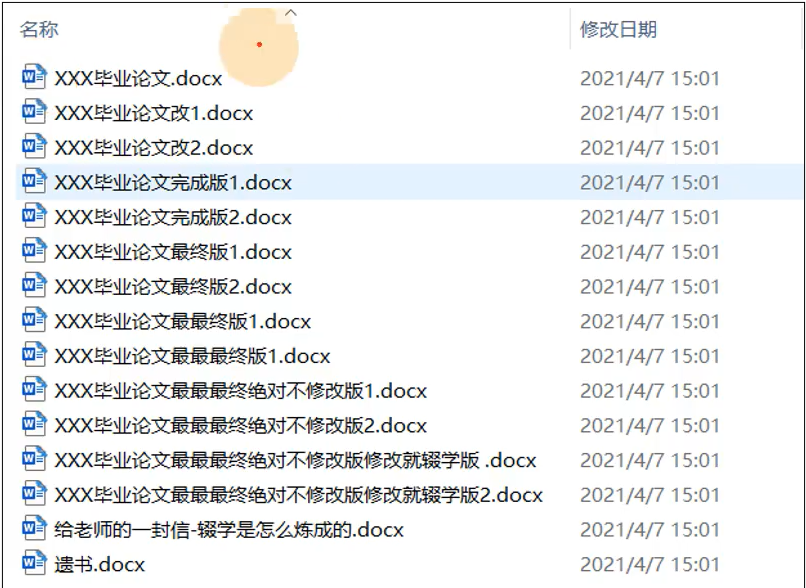 名称 修改日期
XXX毕业论文.docx 2021/4/7 15:01
XXX毕业论文改1.docx 2021/4/7 15:01
XXX毕业论文改2.docx 2021/4/7 15:01
XXX毕业论文完成版1.docx 2021/4/7 15:01
XXX毕业论文完成版2.docx 2021/4/7 15:01
XXX毕业论文最终版1.docx 2021/4/7 15:01
XXX毕业论文最终版2.docx 2021/4/7 15:01
XXX毕业论文最最终版1.docx 2021/4/7 15:01
XXX毕业论文最最最终版1.docx 2021/4/7 15:01
XXX毕业论文最最最终绝对不修改版1.docx 2021/4/7 15:01
XXX毕业论文最最最终绝对不修改版2.docx 2021/4/7 15:01
XXX毕业论文最最最终绝对不修改版修改就辍学版 .docx 2021/4/7 15:01
XXX毕业论文最最最终绝对不修改版修改就辍学版2.docx 2021/4/7 15:01
给老师的一封信-辍学是怎么炼成的.docx 2021/4/7 15:01
遗书.docx 2021/4/7 15:01